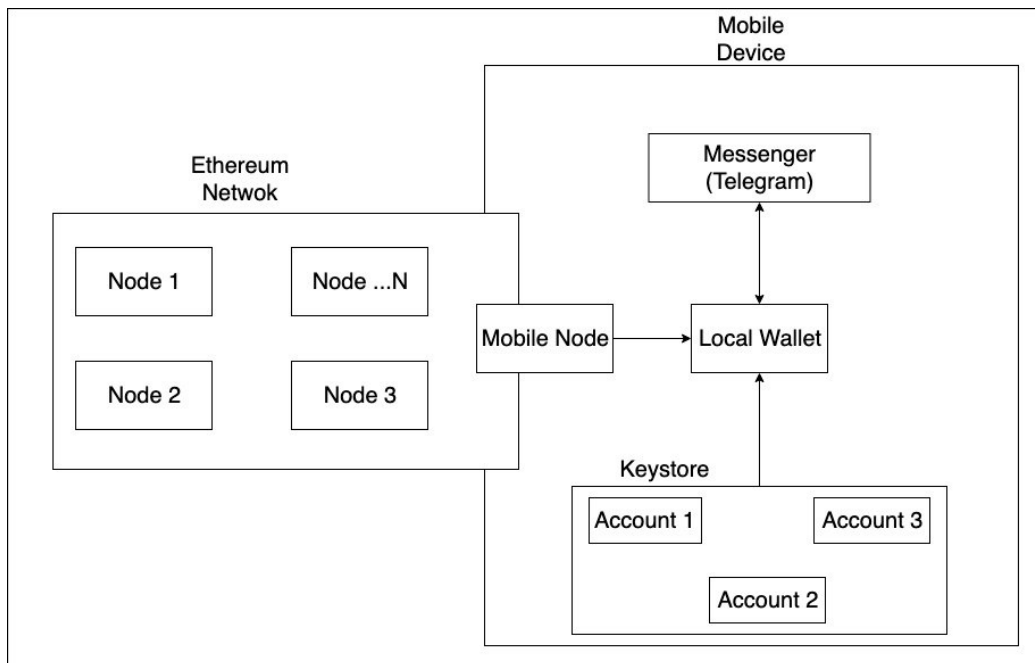 Mobile
Device
Messenger
(Telegram)
Ethereum
Netwok
Node 1
Node ...N
Mobile Node
Local Wallet
Node 2
Node 3
Keystore
Account 1
Account 3
Account 2